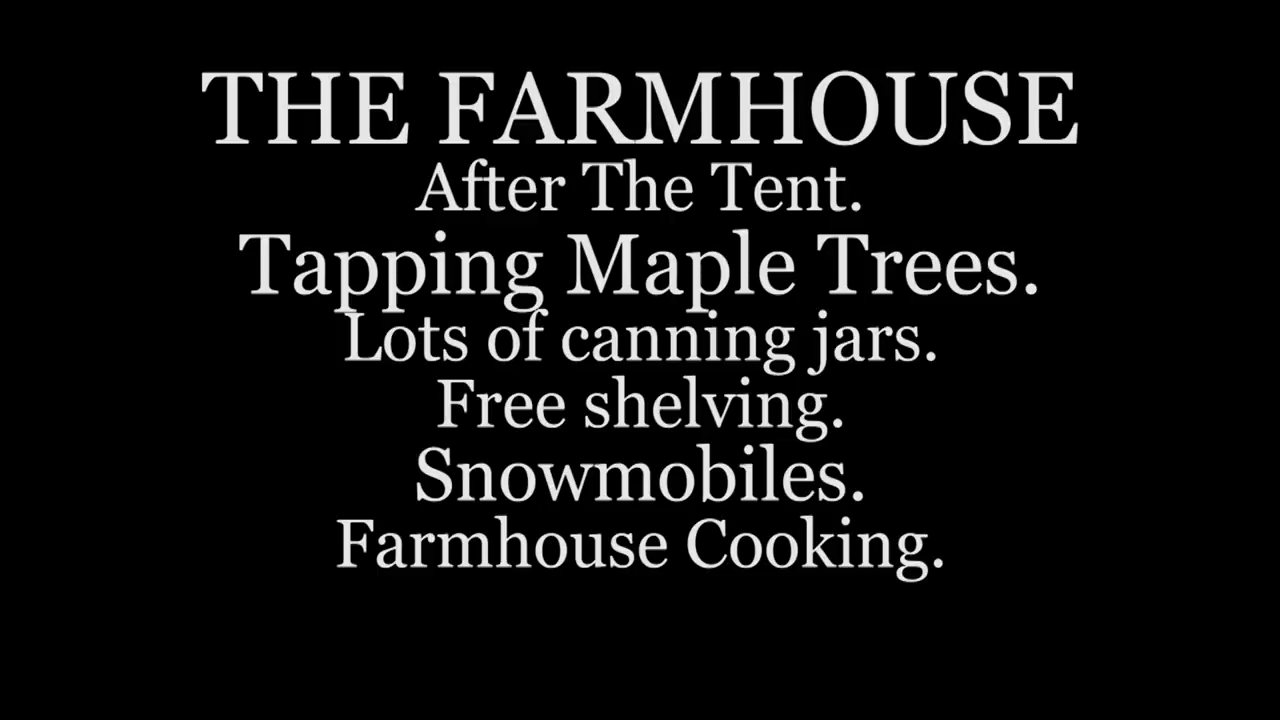 THE FARMHOUSE
After The Tent.
Tapping Maple Trees.
Lots of canning jars.
Free shelving.
Snowmobiles.
Farmhouse Cooking.